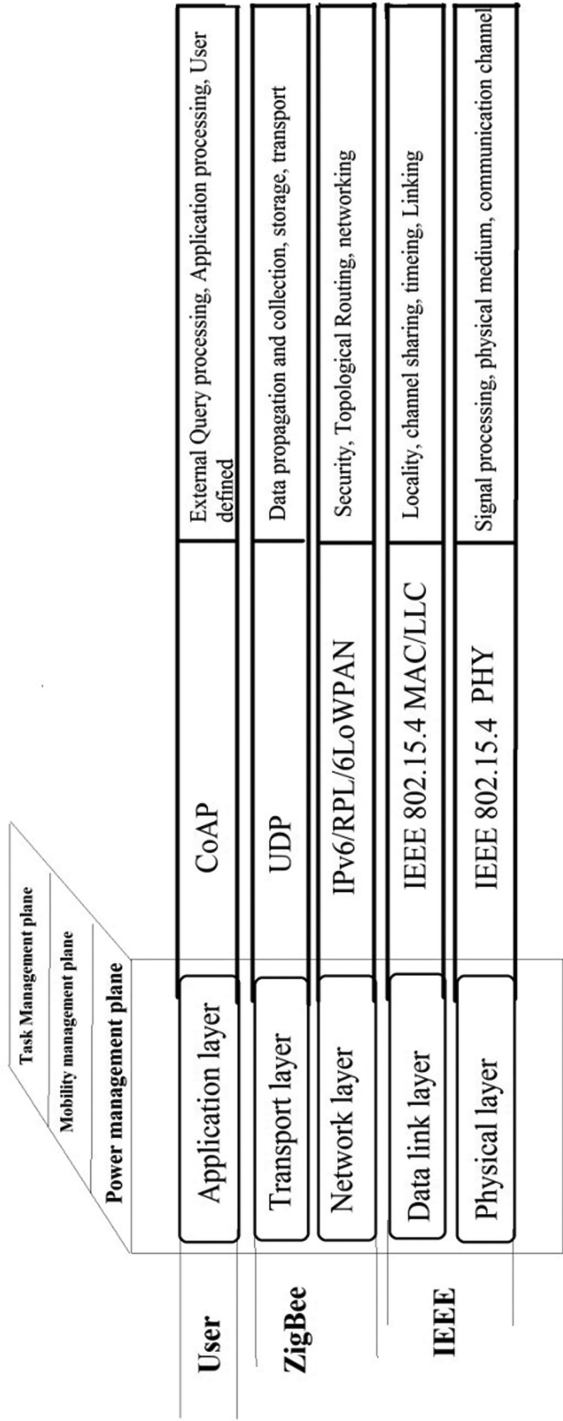 Task Management plane
Mobility management plane
Power management plane
User
Application layer
CoAP
External Query processing, Application processing, User
defined
ZigBee
Transport layer
UDP
Data propagation and collection, storage, transport
Network layer
IPv6/RPL/6LoWPAN
Security, Topological Routing, networking
IEEE
Data link layer
IEEE 802.15.4 MAC/LLC
Locality, channel sharing, timeing, Linking
Physical layer
IEEE 802.15.4 PHY
Signal processing, physical medium, communication channel